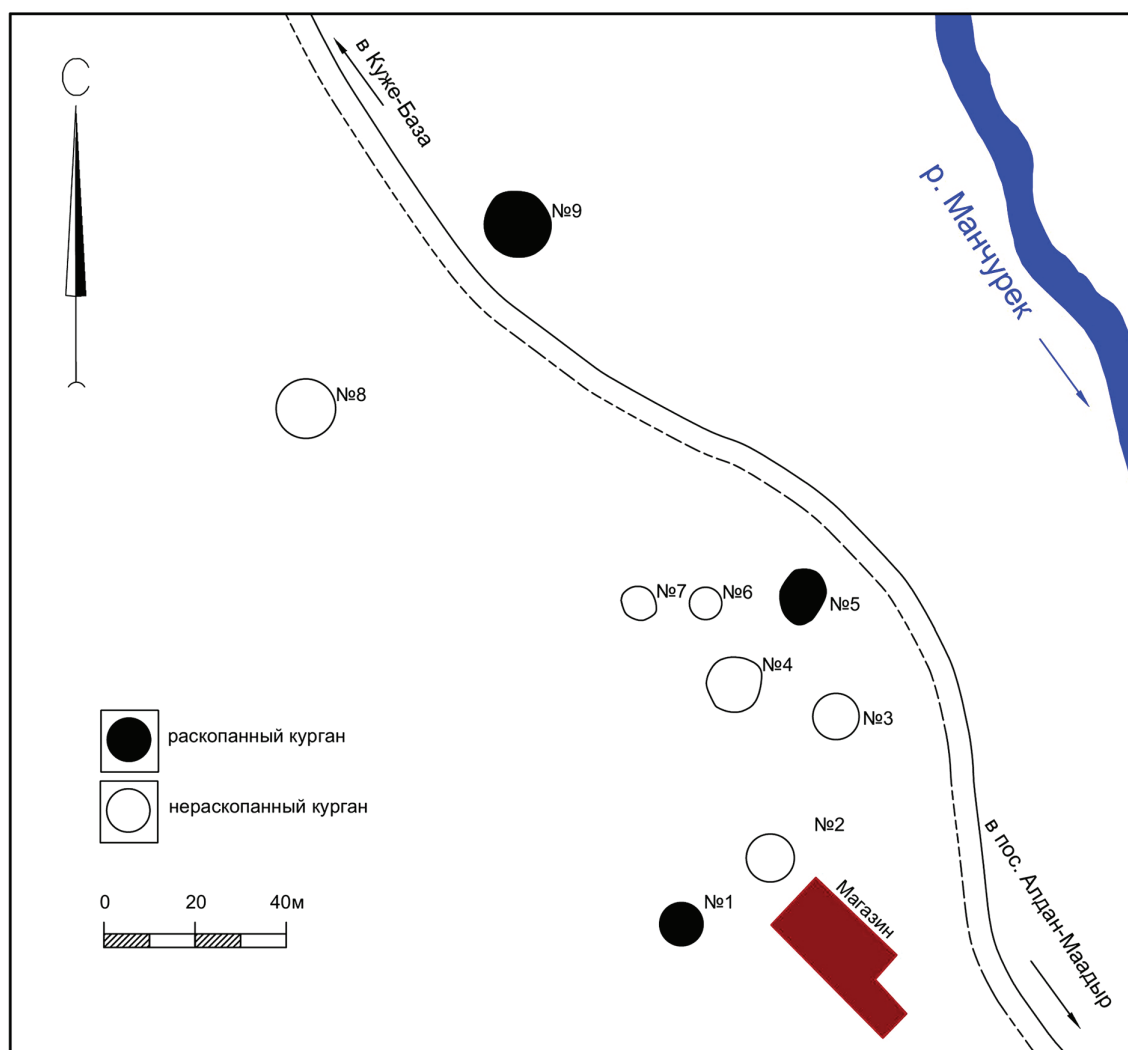 С
в Куже-База
№9
р. Манчурек
№8
№7
№6
№5
№4
№3
раскопанный курган
нераскопанный курган
№2
Магазин
в пос. Алдан-Маадыр
№1
0 20 40м